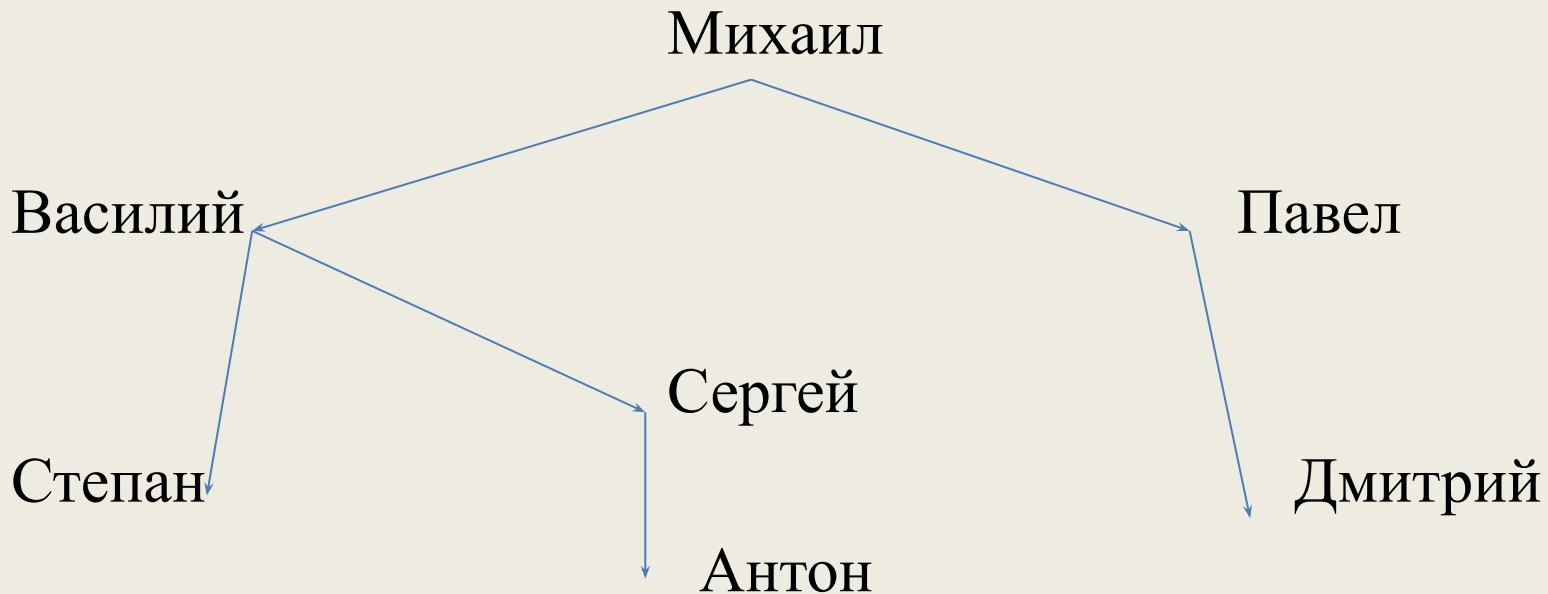 Михаил
Василий
Павел
Сергей
Степан
Дмитрий
Антон